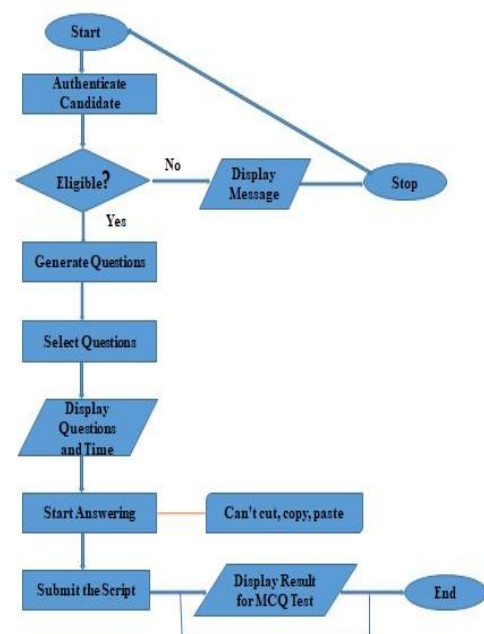 Start
Authenticate
Candidate
Eligible?
No
Display
Message
Stop
Yes
Generate Questions
Select Questions
Display
Questions
and Time
Start Answering
Can't cut, copy, paste
Submit the Script
Display Result
for MCQ Test
End